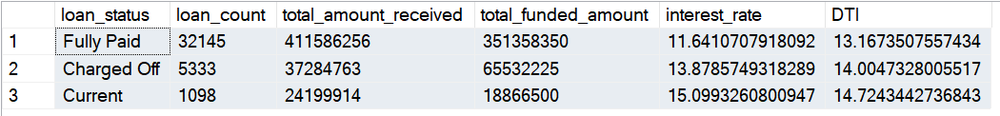 loan_status loan_count total_amount_received total_funded_amount interest_rate DTI
1 Fully Paid 32145 411586256 351358350 11.6410707918092 13.1673507557434
2 Charged Off 5333 37284763 65532225 13.8785749318289 14.0047328005517
3 Current 1098 24199914 18866500 15.0993260800947 14.7243442736843